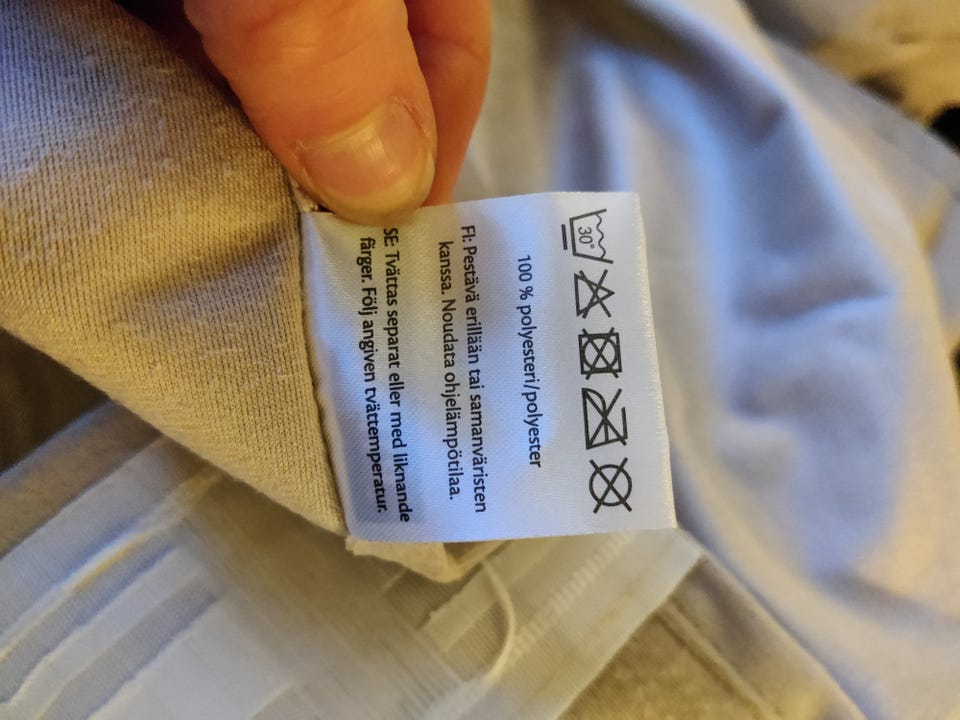 30°
100 % polyesteri/polyester
FI: Pestävä erillään tai samanväristen
kanssa. Noudata ohjelämpötilaa.
SE: Tvättas separat eller med liknande
färger. Följ angiven tvättemperatur.